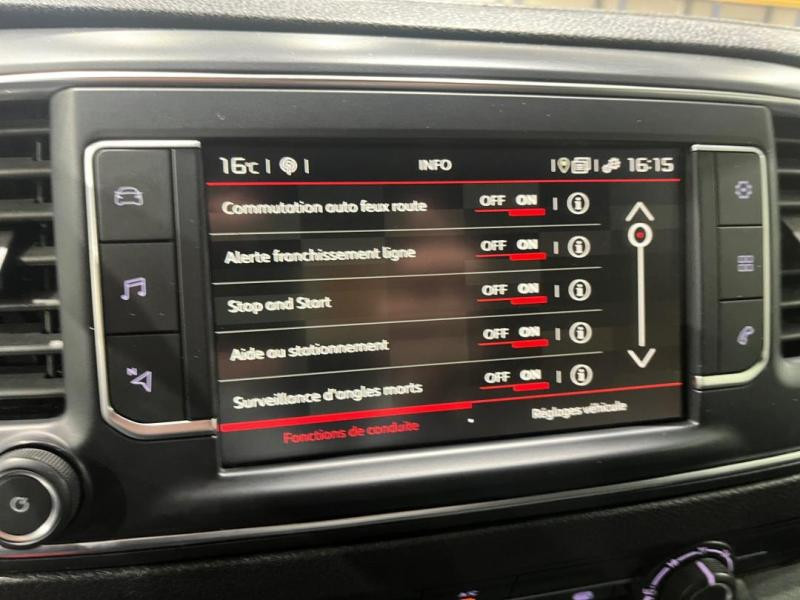 16°C INFO 16:15
Commutation auto feux route OFF ON
Alerte franchissement ligne OFF ON
Stop and Start OFF ON
Aide au stationnement OFF ON
Surveillance d'angles morts OFF ON
Fonctions de conduite Réglages véhicule
N
A/C